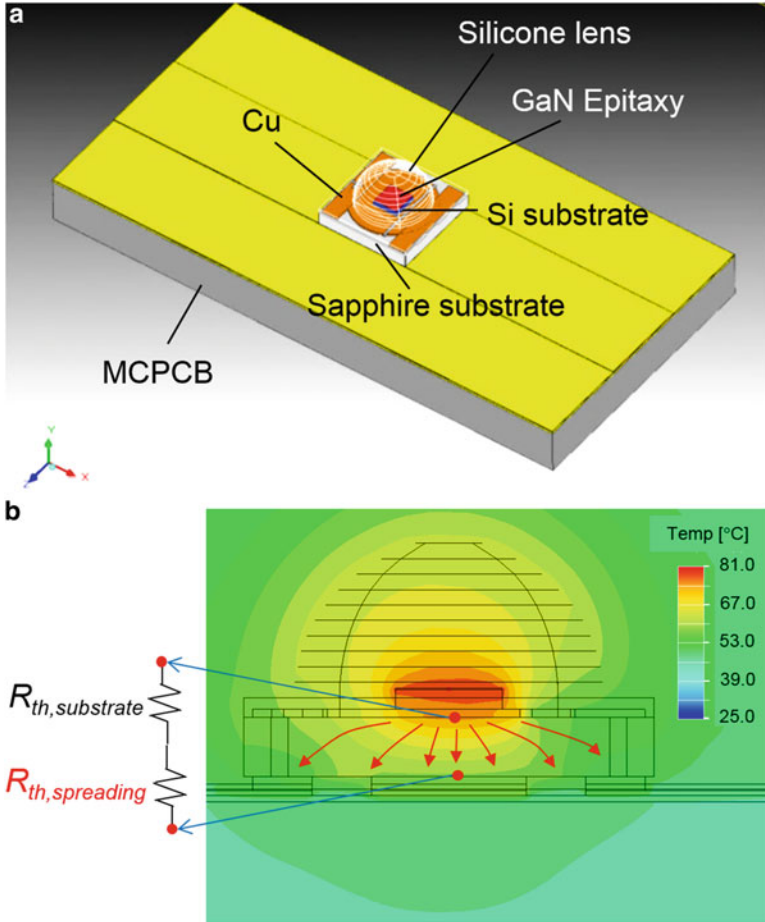 a
Silicone lens
GaN Epitaxy
Cu
Si substrate
Sapphire substrate
MCPCB
Y
X
Z
b
Temp [°C]
81.0
67.0
53.0
39.0
25.0
Rth,substrate
Rth,spreading